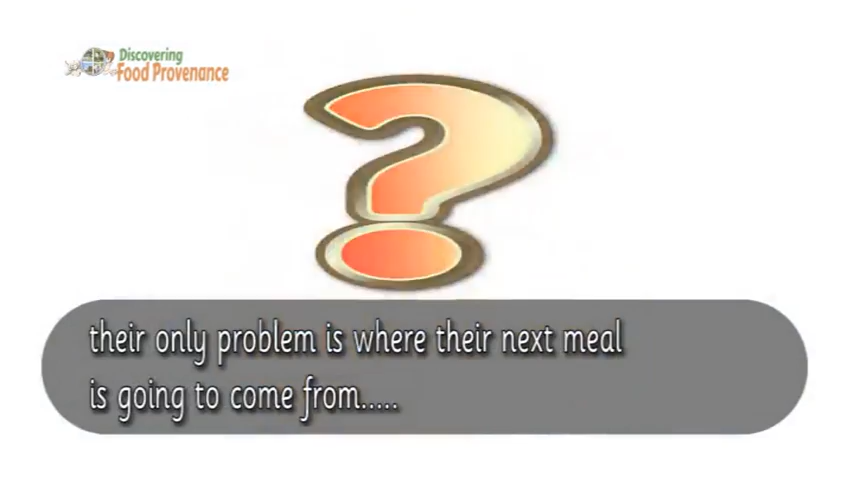 Discovering
Food Provenance
?
their only problem is where their next meal
is going to come from.....